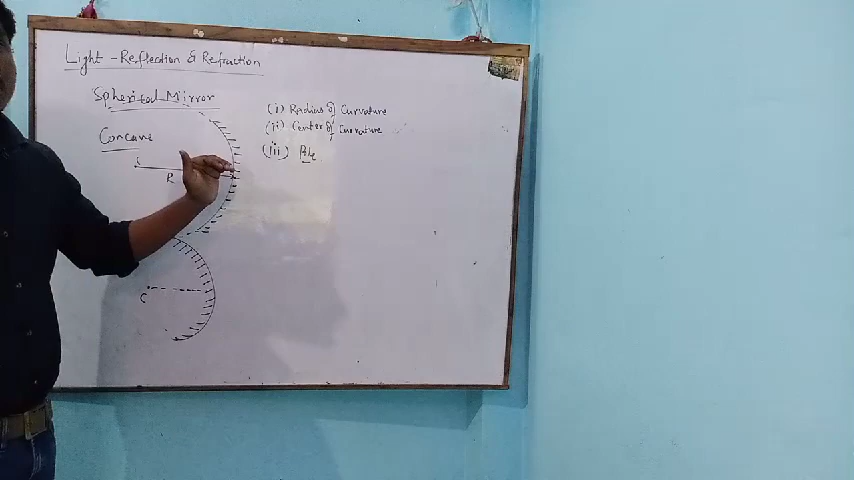 Light - Reflection & Refraction
Spherical Mirror
(i) Radius of Curvature
(ii) Center of Curvature
Concave
(iii) Pole
R
C